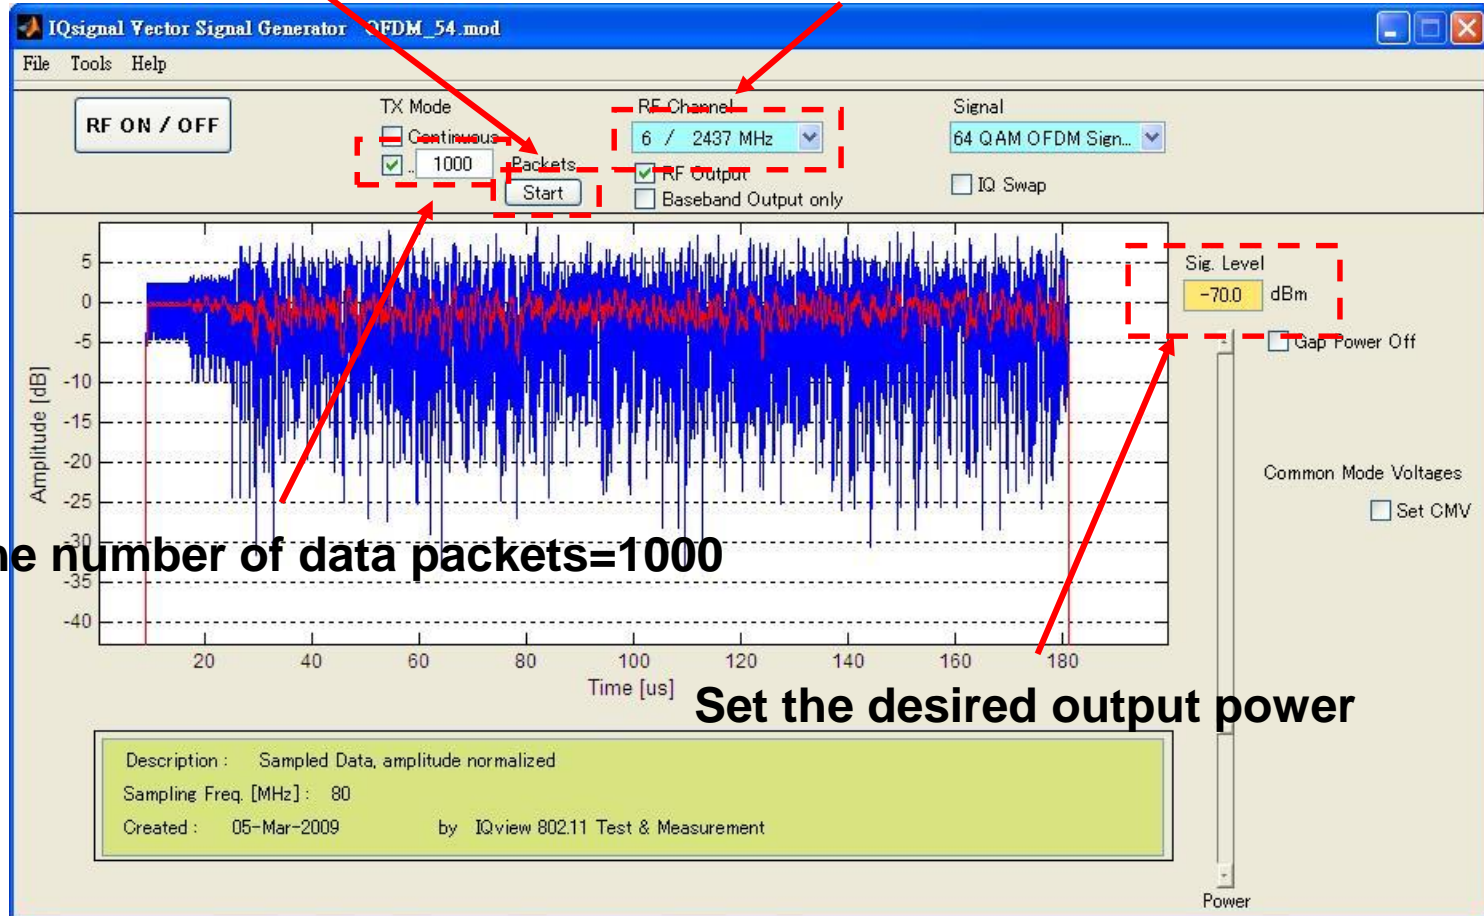 IQsignal Vector Signal Generator OFDM_54.mod
File Tools Help
RF ON / OFF
TX Mode
Continuous
.. 1000 Packets
Start
RF Channel
6 / 2437 MHz
RF Output
Baseband Output only
Signal
64 QAM OFDM Sign...
IQ Swap
Sig. Level
-70.0 dBm
Gap Power Off
Common Mode Voltages
Set CMV
Power
Amplitude [dB]
5
0
-5
-10
-15
-20
-25
-30
-35
-40
number of data packets=1000
20 40 60 80 100 120 140 160 180
Time [us]
Set the desired output power
Description : Sampled Data, amplitude normalized
Sampling Freq. [MHz] : 80
Created : 05-Mar-2009 by IQview 802.11 Test & Measurement